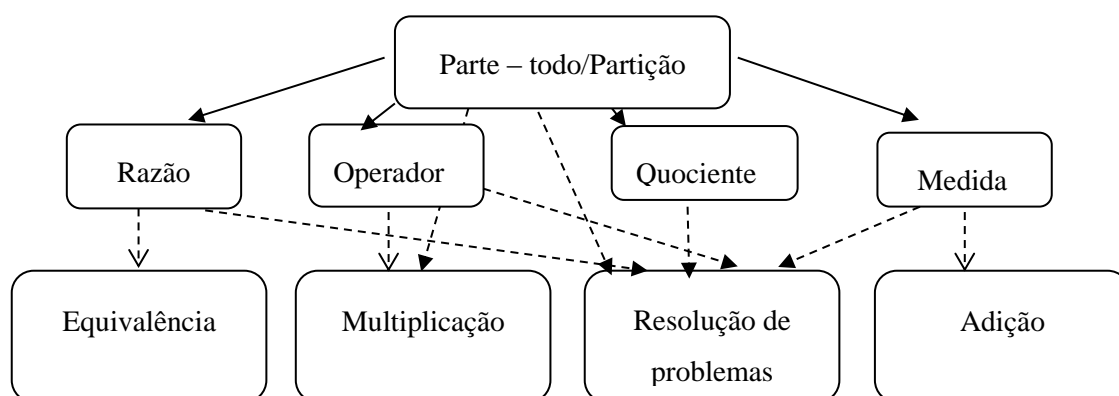 Parte – todo/Partição
Razão
Operador
Quociente
Medida
Equivalência
Multiplicação
Resolução de
problemas
Adição